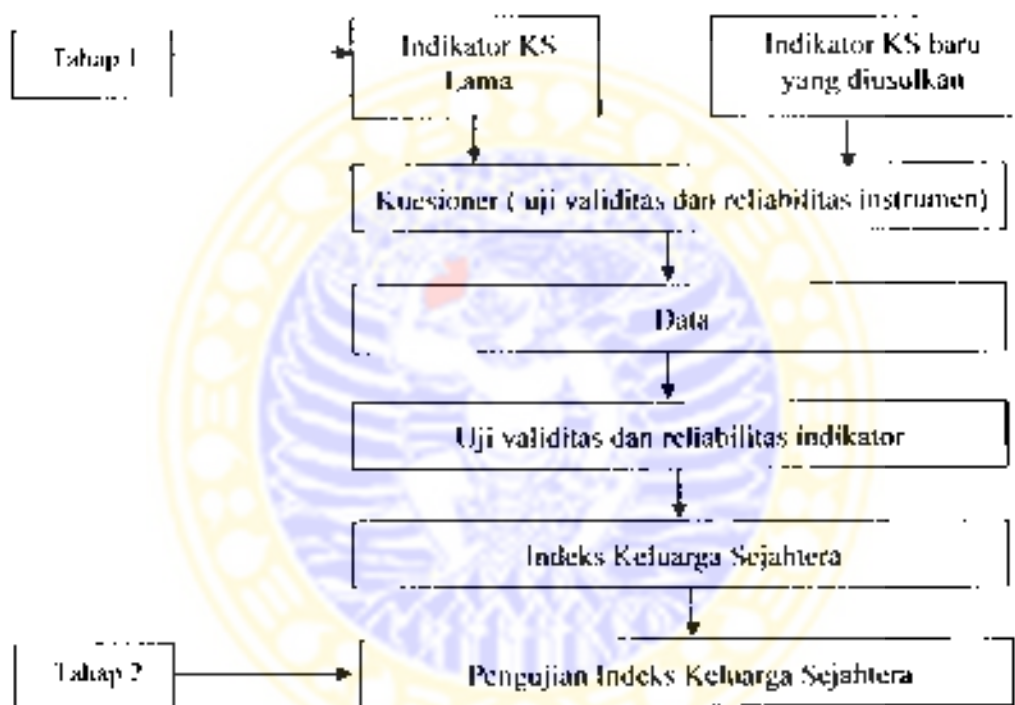 Tahap 1
Indikator KS
Lama
Indikator KS baru
yang diusulkan
Kuesioner ( uji validitas dan reliabilitas instrumen)
Data
Uji validitas dan reliabilitas indikator
Indeks Keluarga Sejahtera
Tahap 2
Pengujian Indeks Keluarga Sejahtera